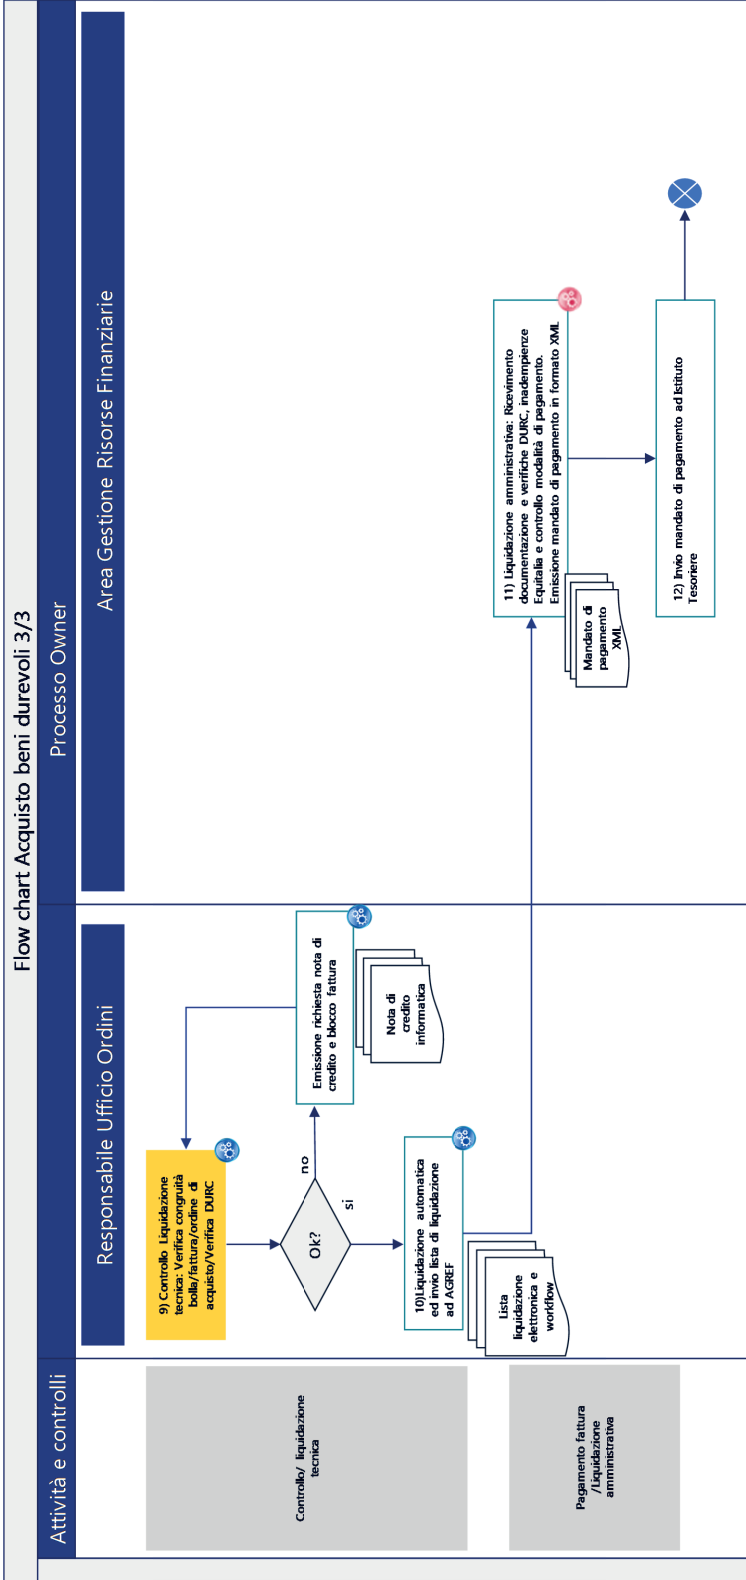 Flow chart Acquisto beni durevoli 3/3
Attività e controlli
Processo Owner
Responsabile Ufficio Ordini
Area Gestione Risorse Finanziarie
Controllo/ liquidazione
tecnica
9) Controllo Liquidazione
tecnica: Verifica congruità
bolla/fattura/ordine di
acquisto/Verifica DURC
Ok?
no
si
Emissione richiesta nota di
credito e blocco fattura
Nota di
credito
informatica
10)Liquidazione automatica
ed invio lista di liquidazione
ad AGREF
Lista
liquidazione
elettronica e
workflow
Pagamento fattura
/Liquidazione
amministrativa
11) Liquidazione amministrativa: Ricevimento
documentazione e verifiche DURC, inadempienze
Equitalia e controllo modalità di pagamento.
Emissione mandato di pagamento in formato XML
Mandato di
pagamento
XML
12) Invio mandato di pagamento ad Istituto
Tesoriere